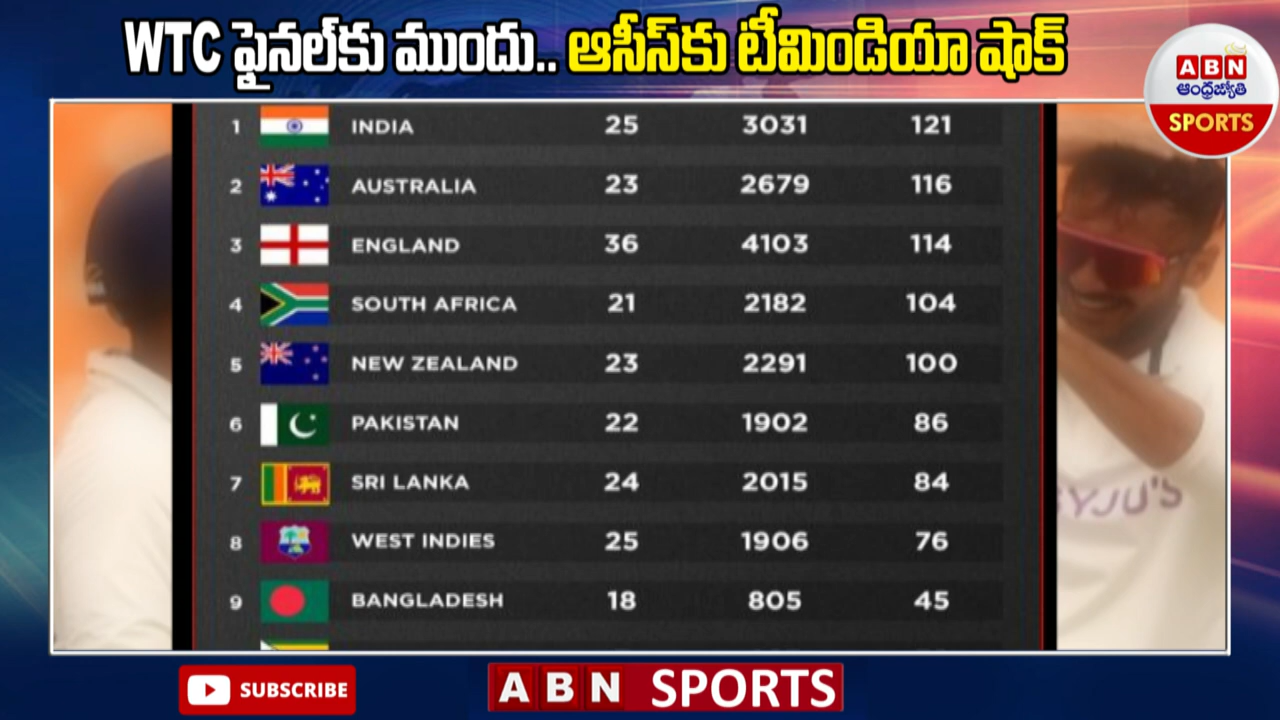 WTC ఫైనల్‌కు ముందు.. ఆసీస్‌కు టీమిండియా షాక్
ABN
ఆంధ్రజ్యోతి
SPORTS
1 INDIA 25 3031 121
2 AUSTRALIA 23 2679 116
3 ENGLAND 36 4103 114
4 SOUTH AFRICA 21 2182 104
5 NEW ZEALAND 23 2291 100
6 PAKISTAN 22 1902 86
7 SRI LANKA 24 2015 84
8 WEST INDIES 25 1906 76
9 BANGLADESH 18 805 45
YJU'S
SUBSCRIBE
ABN SPORTS